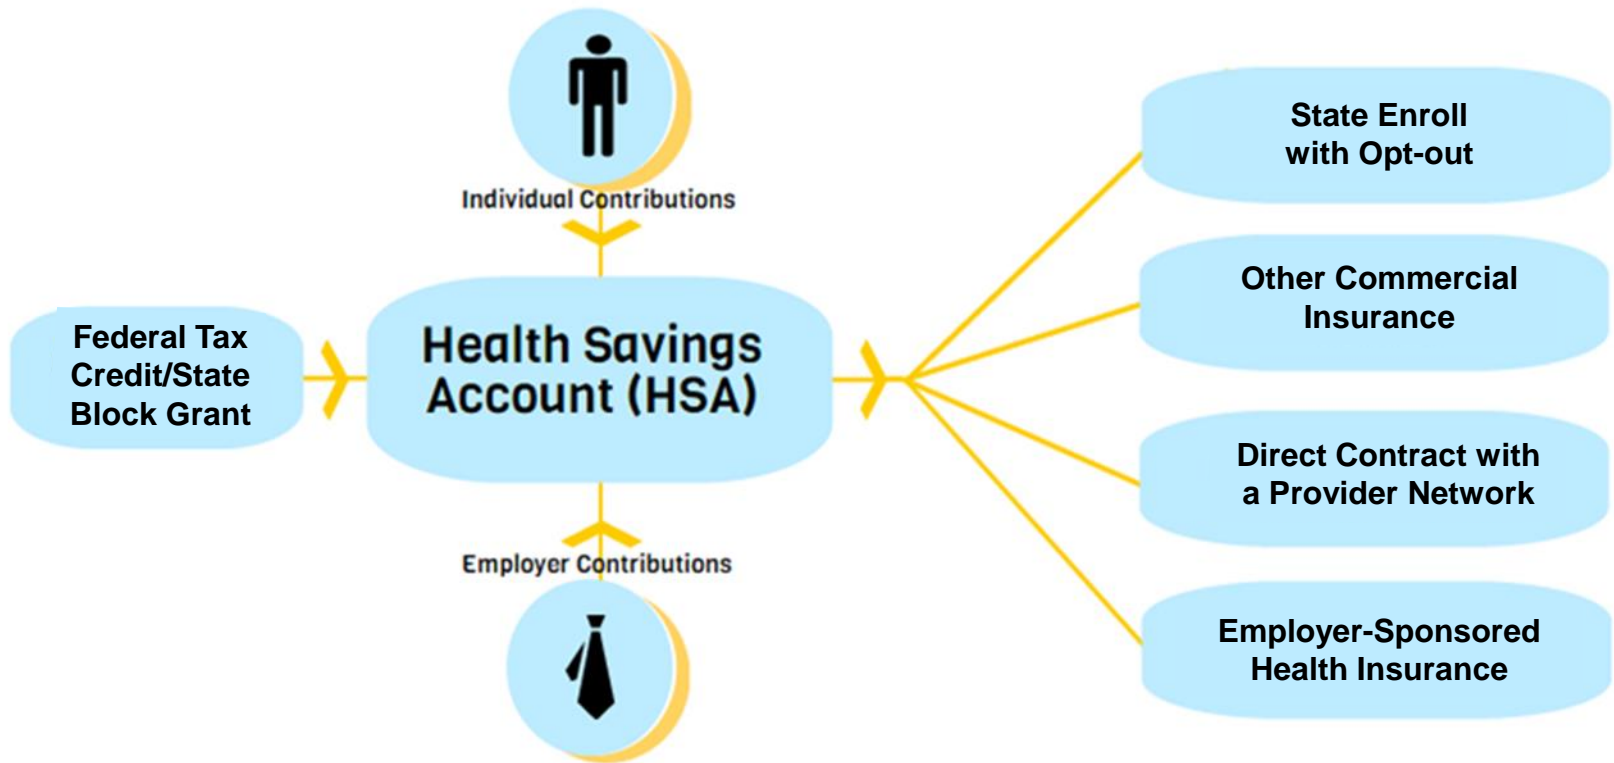 Individual Contributions
Federal Tax
Credit/State
Block Grant
Health Savings
Account (HSA)
Employer Contributions
State Enroll
with Opt-out
Other Commercial
Insurance
Direct Contract with
a Provider Network
Employer-Sponsored
Health Insurance